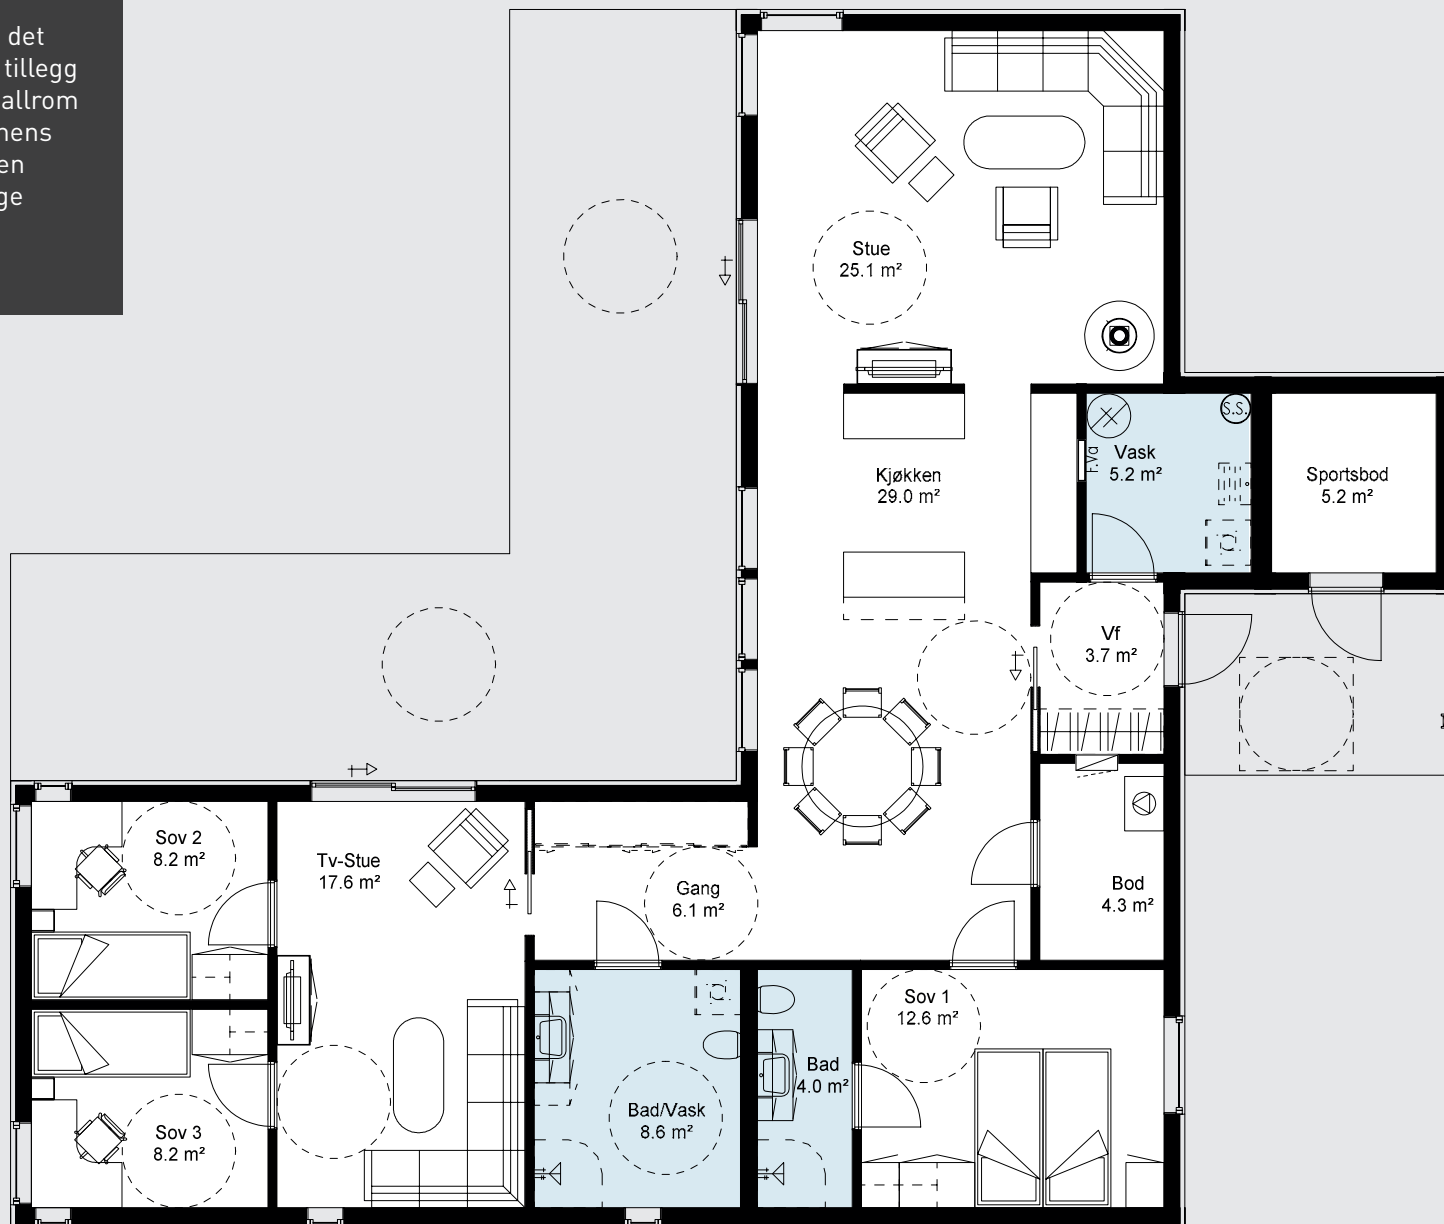 det
tillegg
allrom
nens
en
ge
Stue
25.1 m²
Kjøkken
29.0 m²
S.S.
F.Va
Vask
5.2 m²
Sportsbod
5.2 m²
Vf
3.7 m²
Sov 2
8.2 m²
Tv-Stue
17.6 m²
Gang
6.1 m²
Bod
4.3 m²
Sov 1
12.6 m²
Bad
4.0 m²
Bad/Vask
8.6 m²
Sov 3
8.2 m²